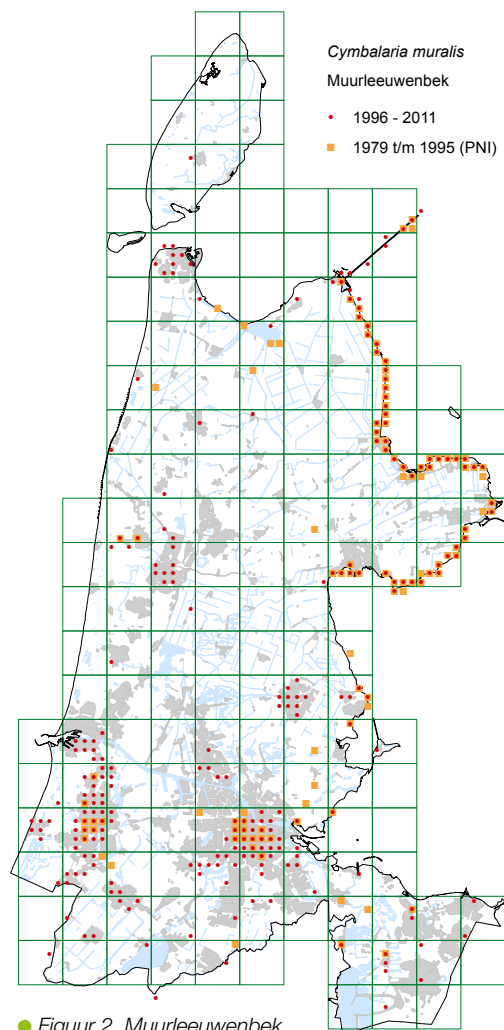 Cymbalaria muralis
Muurleeuwenbek
1996 - 2011
1979 t/m 1995 (PNI)
Figuur 2. Muurleeuwenbek